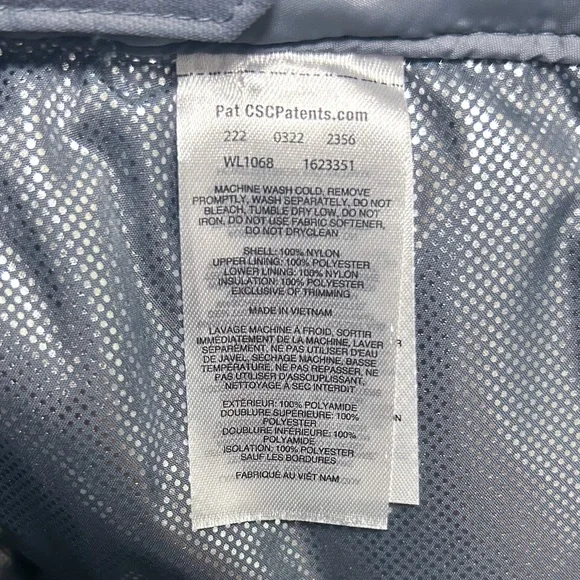 Pat CSCPatents.com
222 0322 2356
WL1068 1623351
MACHINE WASH COLD, REMOVE
PROMPTLY, WASH SEPARATELY, DO NOT
BLEACH, TUMBLE DRY LOW, DO NOT
IRON, DO NOT USE FABRIC SOFTENER,
DO NOT DRYCLEAN
SHELL: 100% NYLON
UPPER LINING: 100% POLYESTER
LOWER LINING: 100% NYLON
INSULATION: 100% POLYESTER
EXCLUSIVE OF TRIMMING
MADE IN VIETNAM
LAVAGE MACHINE À FROID, SORTIR
IMMÉDIATEMENT DE LA MACHINE, LAVER
SÉPARÉMENT, NE PAS UTILISER D'EAU
DE JAVEL, SÉCHAGE MACHINE, BASSE
TEMPÉRATURE, NE PAS REPASSER, NE
PAS UTILISER D'ASSOUPLISSANT,
NETTOYAGE À SEC INTERDIT
EXTÉRIEUR: 100% POLYAMIDE
DOUBLURE SUPÉRIEURE: 100%
POLYESTER
DOUBLURE INFÉRIEURE: 100%
POLYAMIDE
ISOLATION: 100% POLYESTER
SAUF LES BORDURES
FABRIQUÉ AU VIÊT NAM